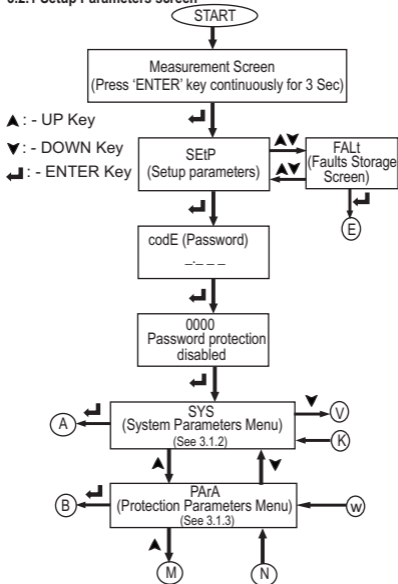 3.2.1 Setup Parameters Screen
START
Measurement Screen
(Press ‘ENTER’ key continuously for 3 Sec)
: - UP Key
: - DOWN Key
: - ENTER Key
SEtP
(Setup parameters)
FALt
(Faults Storage
Screen)
E
codE (Password)
_._ _ _
0000
Password protection
disabled
SYS
(System Parameters Menu)
(See 3.1.2)
A
V
K
PArA
(Protection Parameters Menu)
(See 3.1.3)
B
w
M
N